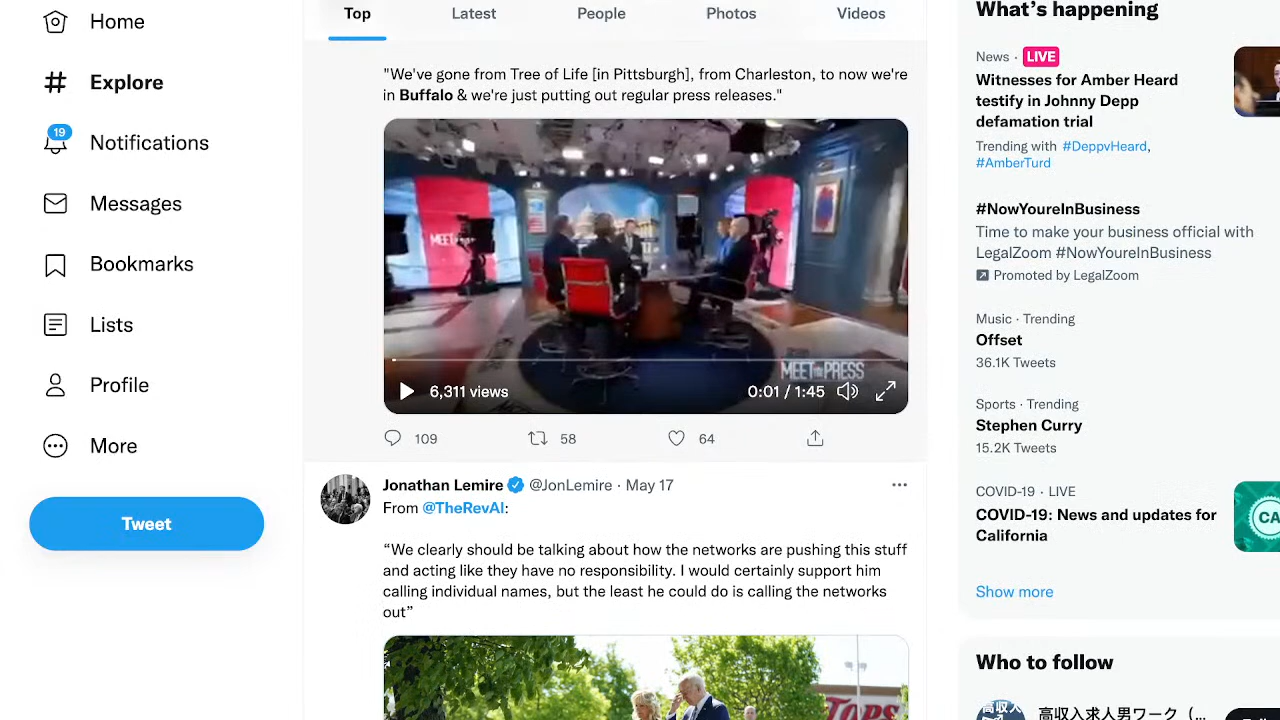 Home
Explore
19
Notifications
Messages
Bookmarks
Lists
Profile
More
Tweet
Top
Latest
People
Photos
Videos
"We've gone from Tree of Life [in Pittsburgh], from Charleston, to now we're
in Buffalo & we're just putting out regular press releases."
MEET THE PRESS
6,311 views
0:01 / 1:45
109
58
64
Jonathan Lemire @JonLemire · May 17
From @TheRevAl:
“We clearly should be talking about how the networks are pushing this stuff
and acting like they have no responsibility. I would certainly support him
calling individual names, but the least he could do is calling the networks
out”
TOPS
What’s happening
News · LIVE
Witnesses for Amber Heard
testify in Johnny Depp
defamation trial
Trending with #DeppvHeard,
#AmberTurd
#NowYoureInBusiness
Time to make your business official with
LegalZoom #NowYoureInBusiness
Promoted by LegalZoom
Music · Trending
Offset
36.1K Tweets
Sports · Trending
Stephen Curry
15.2K Tweets
COVID-19 · LIVE
COVID-19: News and updates for
California
CA
Show more
Who to follow
高収入
高収入求人男ワーク（...